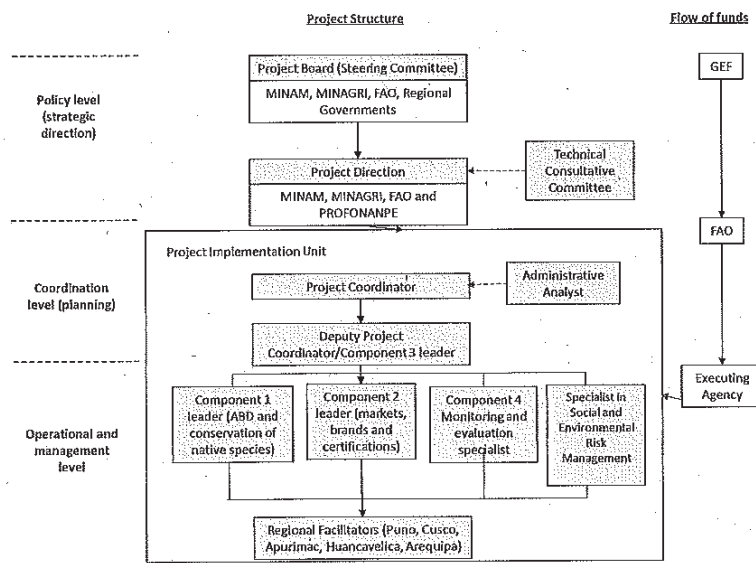 Project Structure
Flow of funds
Policy level
(strategic
direction)
Project Board (Steering Committee)
MINAM, MINAGRI, FAO, Regional
Governments
GEF
Project Direction
MINAM, MINAGRI, FAO and
PROFONANPE
Technical
Consultative
Committee
FAO
Coordination
level (planning)
Project Implementation Unit
Project Coordinator
Administrative
Analyst
Deputy Project
Coordinator/Component 3 leader
Executing
Agency
Operational and
management
level
Component 1
leader (ABD and
conservation of
native species)
Component 2
leader (markets,
brands and
certifications)
Component 4
Monitoring and
evaluation
specialist
Specialist in
Social and
Environmental
Risk
Management
Regional Facilitators (Puno, Cusco,
Apurimac, Huancavelica, Arequipa)